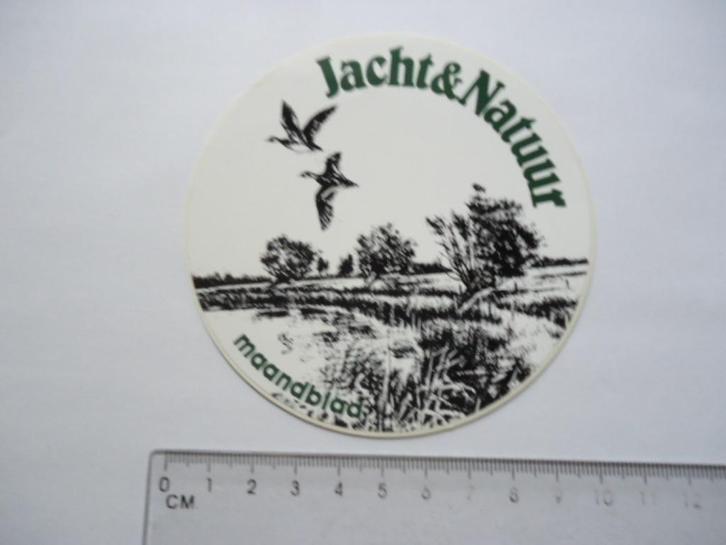 Jacht&Natuur
maandblad
0 1 2 3 4 5 6 7 8 9 10 11 12
CM